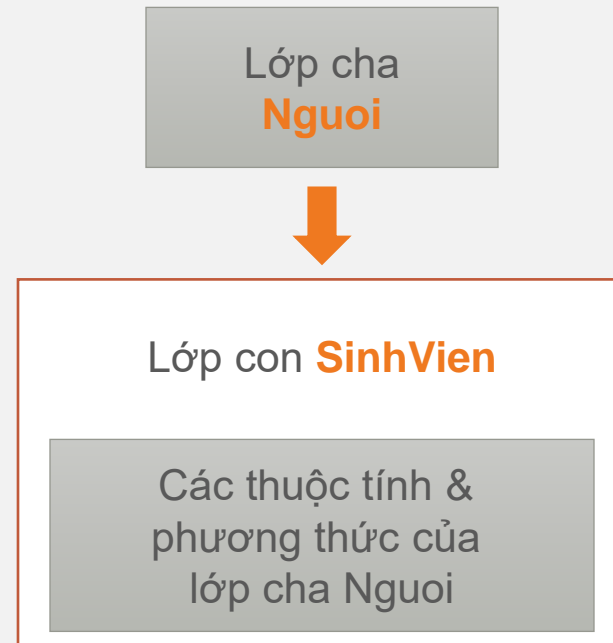 Lớp cha
Nguoi
Lớp con SinhVien
Các thuộc tính &
phương thức của
lớp cha Nguoi